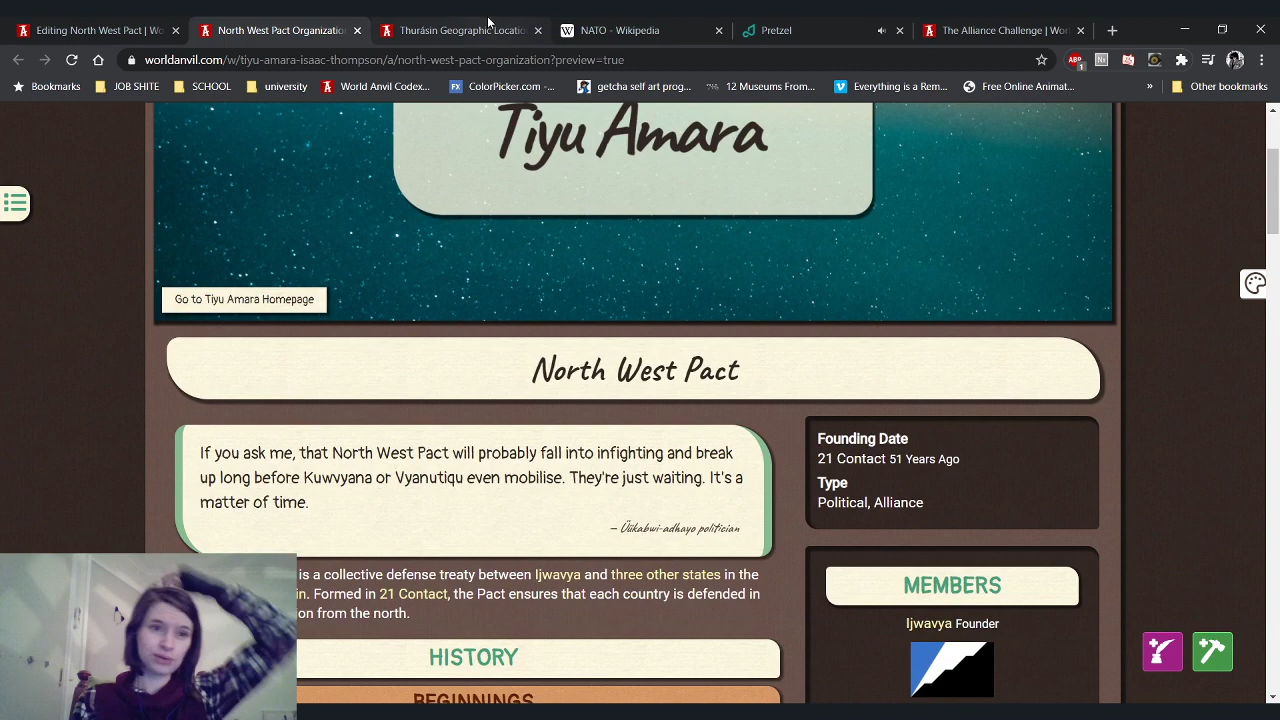 Editing North West Pact | Wo
North West Pact Organizatio
Thurásin Geographic Locatio
NATO - Wikipedia
Pretzel
The Alliance Challenge | Worl
worldanvil.com/w/tiyu-amara-isaac-thompson/a/north-west-pact-organization?preview=true
ABP
1
Bookmarks
JOB SHITE
SCHOOL
university
World Anvil Codex...
FX
ColorPicker.com -...
getcha self art prog...
12 Museums From...
Everything is a Rem...
Free Online Animat...
»
Other bookmarks
Tiyu Amara
Go to Tiyu Amara Homepage
North West Pact
If you ask me, that North West Pact will probably fall into infighting and break
up long before Kuwvyana or Vyanutiqu even mobilise. They're just waiting. It's a
matter of time.
— Üükabwi-adhayo politician
Founding Date
21 Contact 51 Years Ago
Type
Political, Alliance
is a collective defense treaty between Ijwavya and three other states in the
in. Formed in 21 Contact, the Pact ensures that each country is defended in
ion from the north.
HISTORY
BEGINNINGS
MEMBERS
Ijwavya Founder